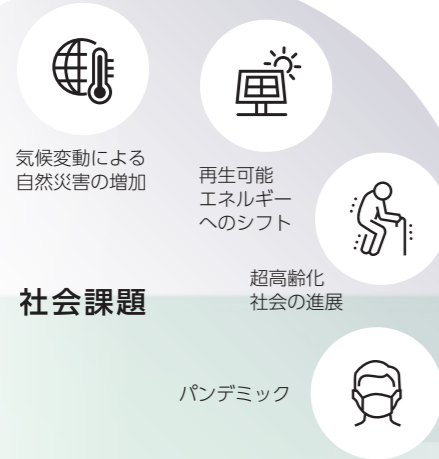 気候変動による
自然災害の増加
再生可能
エネルギー
へのシフト
超高齢化
社会の進展
社会課題
パンデミック